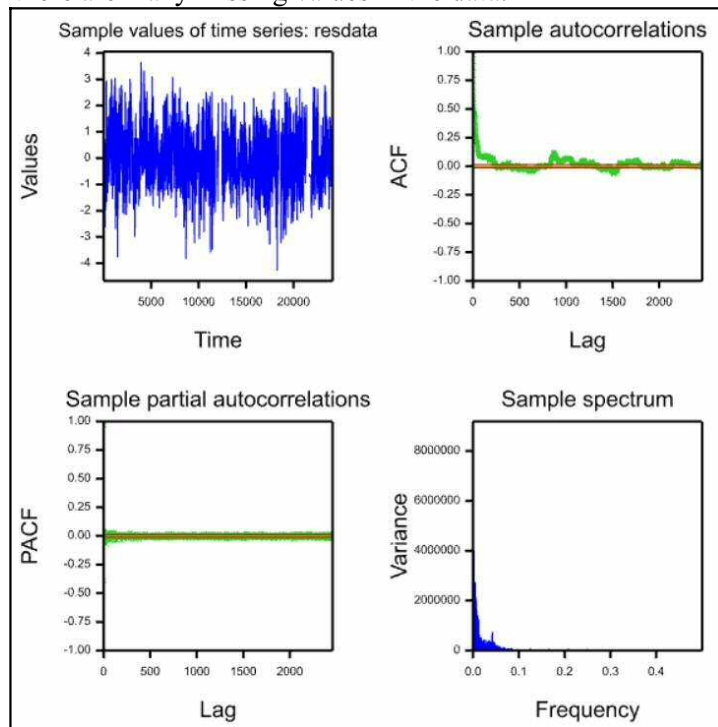 Sample values of time series: resdata
4
3
2
1
0
-1
-2
-3
-4
Values
5000 10000 15000 20000
Time
Sample autocorrelations
1.00
0.75
0.50
0.25
0.00
-0.25
-0.50
-0.75
-1.00
ACF
0 500 1000 1500 2000
Lag
Sample partial autocorrelations
1.00
0.75
0.50
0.25
0.00
-0.25
-0.50
-0.75
-1.00
PACF
0 500 1000 1500 2000
Lag
Sample spectrum
8000000
6000000
4000000
2000000
0
Variance
0.0 0.1 0.2 0.3 0.4
Frequency